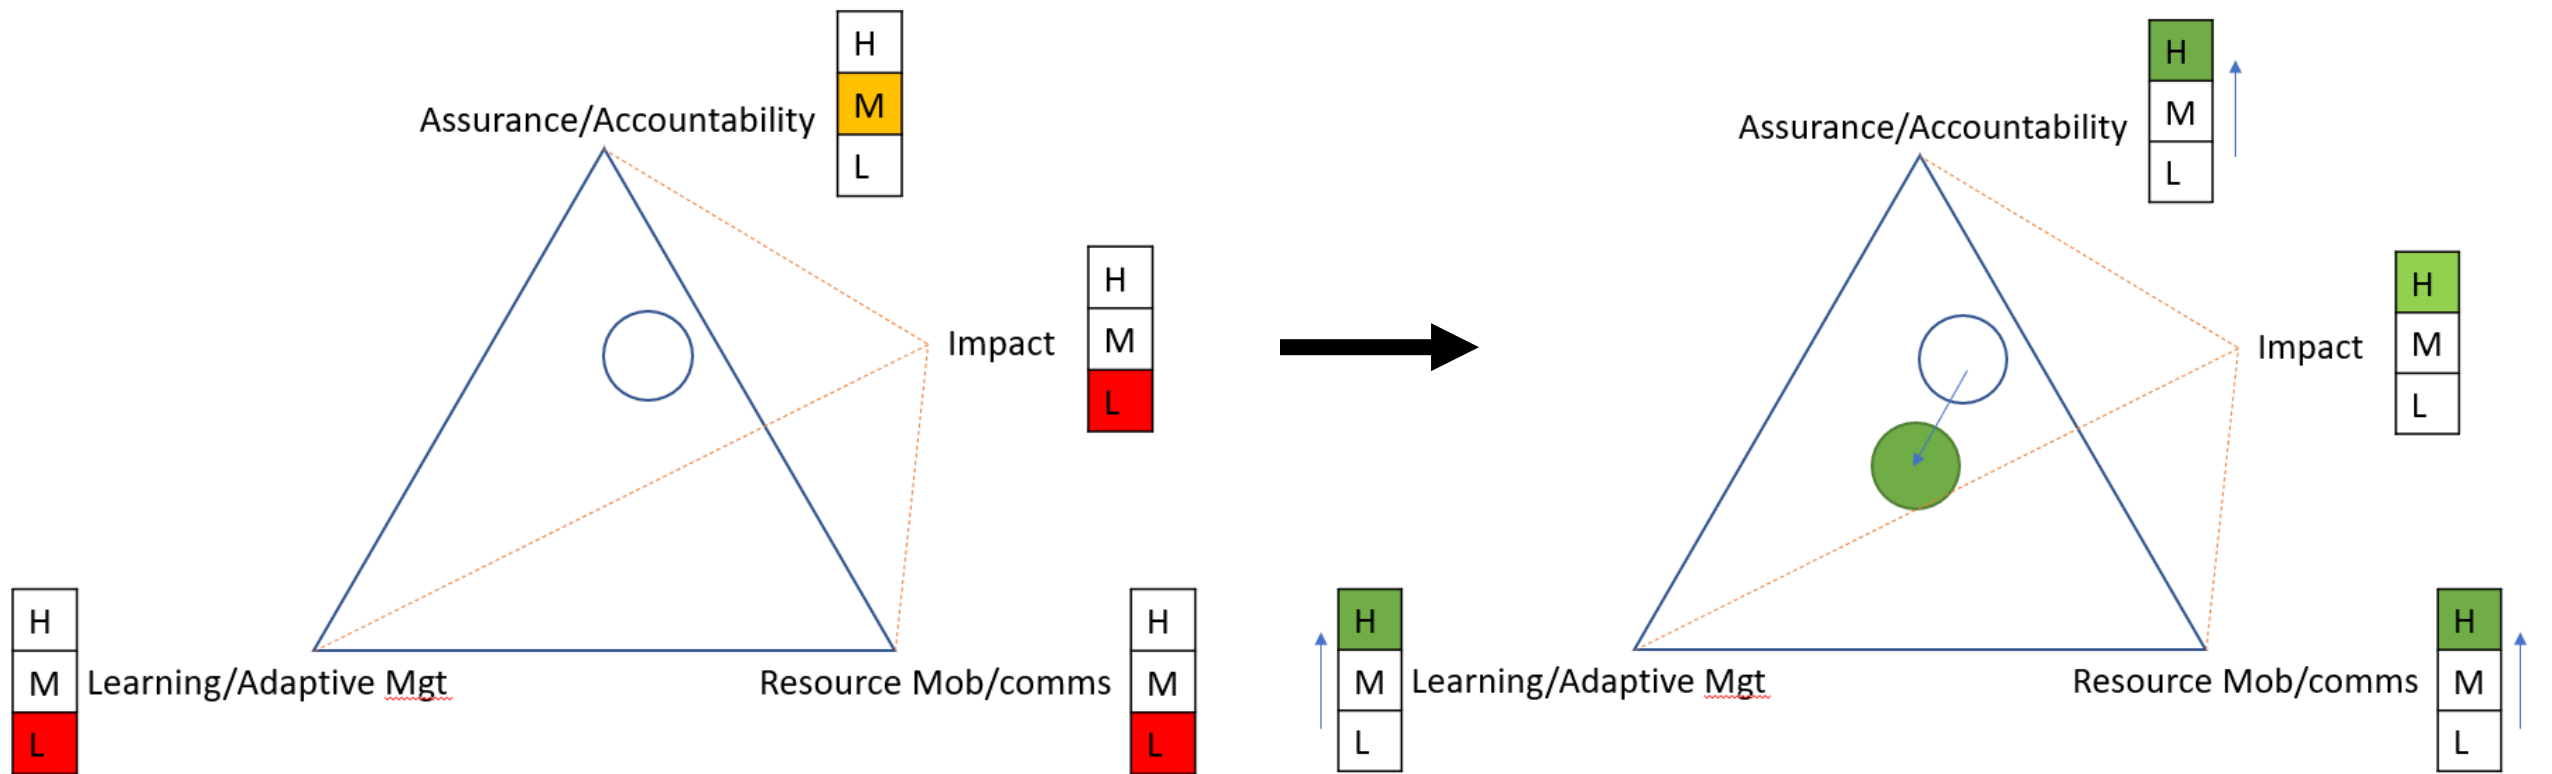 H
M
L
Assurance/Accountability
H
M
L
Impact
H
M
L
Learning/Adaptive Mgt
Resource Mob/comms
H
M
L
H
M
L
Assurance/Accountability
H
M
L
Impact
H
M
L
Learning/Adaptive Mgt
Resource Mob/comms
H
M
L